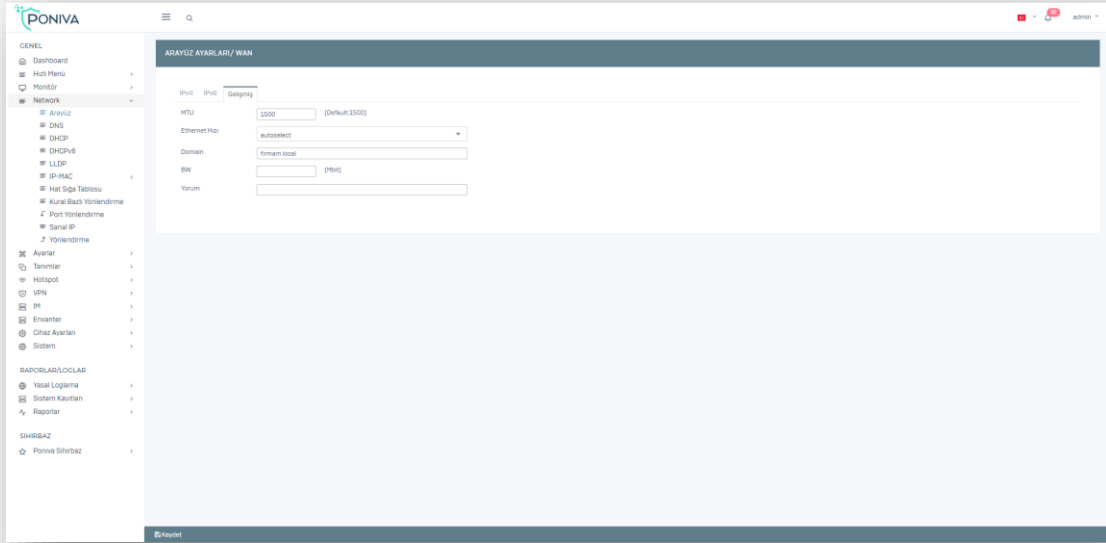 PONIVA
admin
GENEL
Dashboard
Hızlı Menü
Monitör
Network
Arayüz
DNS
DHCP
DHCPv6
LLDP
IP-MAC
Hat Sığa Tablosu
Kural Bazlı Yönlendirme
Port Yönlendirme
Sanal IP
Yönlendirme
Ayarlar
Tanımlar
Hotspot
VPN
IM
Envanter
Cihaz Ayarları
Sistem
RAPORLAR/LOGLAR
Yasal Loglama
Sistem Kayıtları
Raporlar
SIHIRBAZ
Poniva Sihirbaz
ARAYÜZ AYARLARI/ WAN
IPv4 IPv6 Gelişmiş
MTU 1500 (Default:1500)
Ethernet Hızı autoselect
Domain firmam.local
BW (Mbit)
Yorum
Kaydet